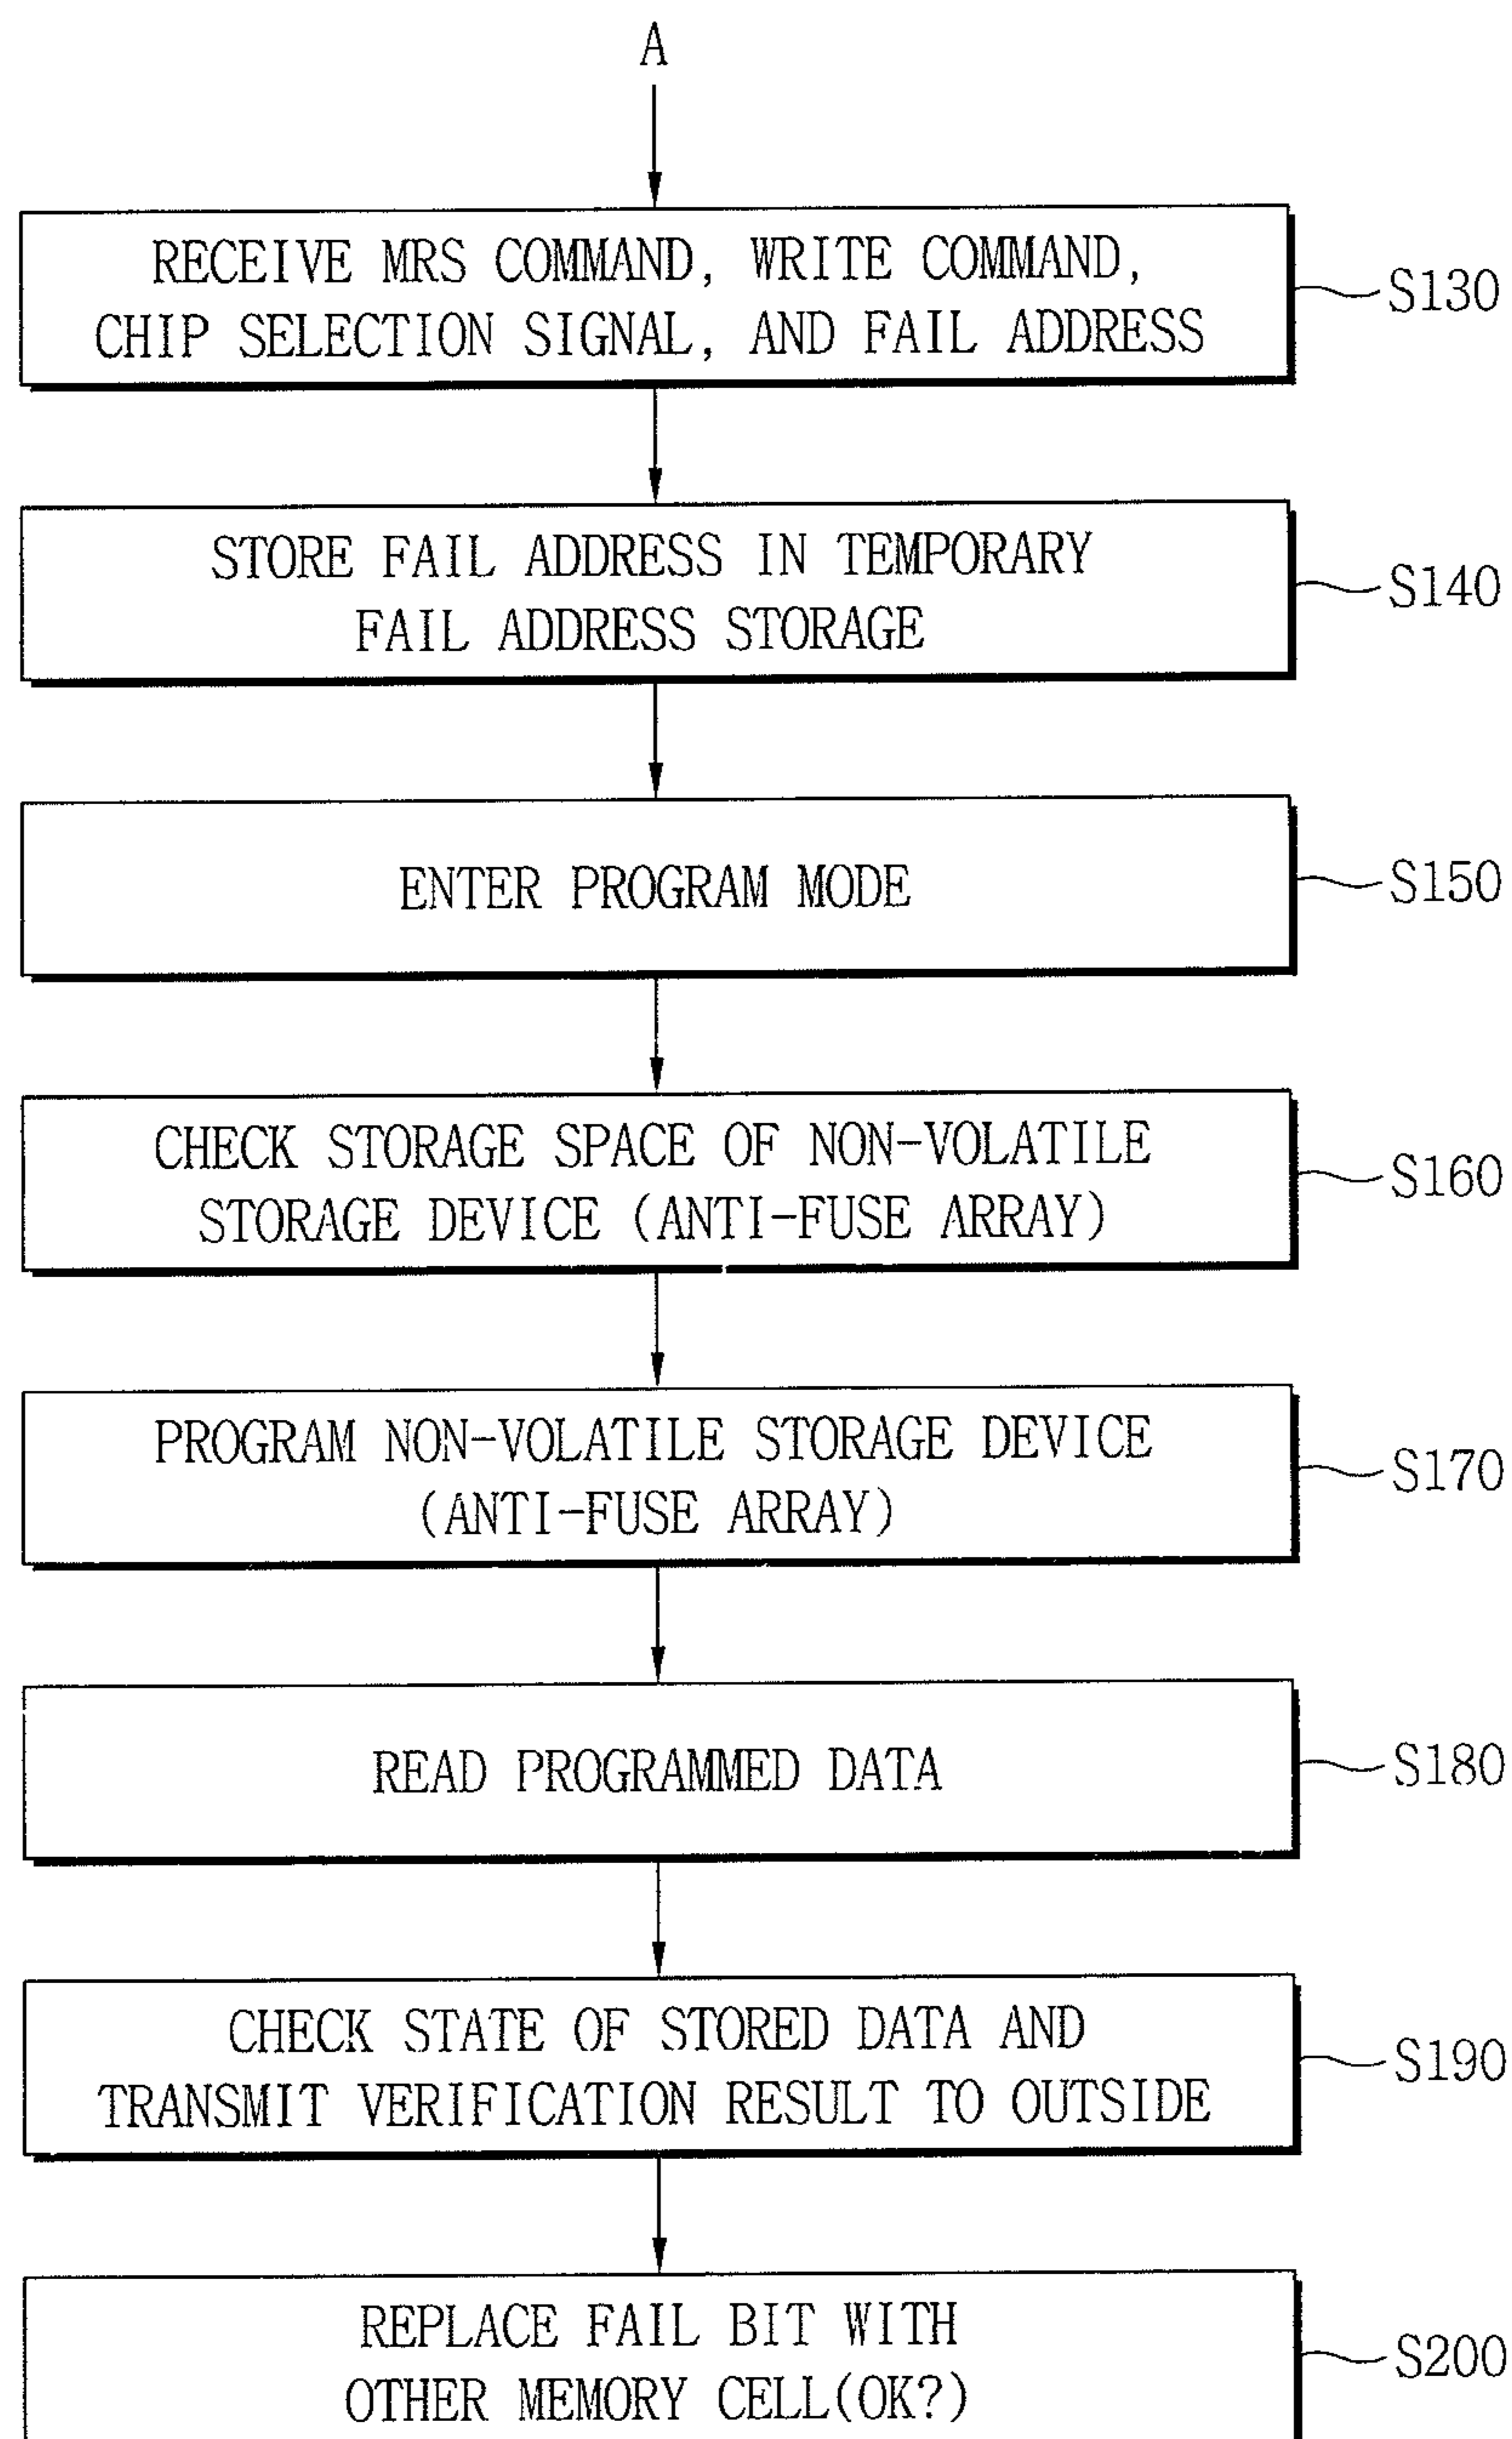 A
RECEIVE MRS COMMAND, WRITE COMMAND,
CHIP SELECTION SIGNAL, AND FAIL ADDRESS
S130
STORE FAIL ADDRESS IN TEMPORARY
FAIL ADDRESS STORAGE
S140
ENTER PROGRAM MODE
S150
CHECK STORAGE SPACE OF NON-VOLATILE
STORAGE DEVICE (ANTI-FUSE ARRAY)
S160
PROGRAM NON-VOLATILE STORAGE DEVICE
(ANTI-FUSE ARRAY)
S170
READ PROGRAMMED DATA
S180
CHECK STATE OF STORED DATA AND
TRANSMIT VERIFICATION RESULT TO OUTSIDE
S190
REPLACE FAIL BIT WITH
OTHER MEMORY CELL(OK?)
S200